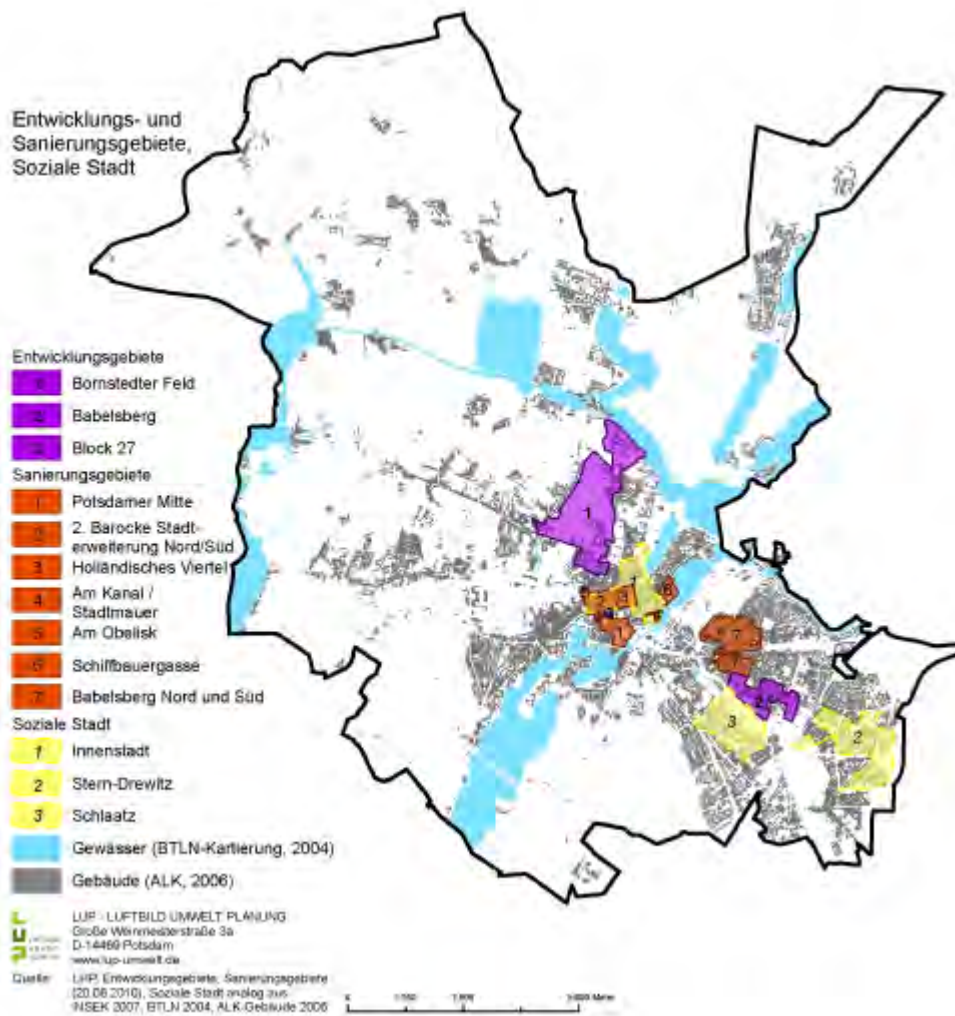 Entwicklungs- und
Sanierungsgebiete,
Soziale Stadt
Entwicklungsgebiete
Bornstedter Feld
Babelsberg
Block 27
Sanierungsgebiete
1 Potsdamer Mitte
2. Barocke Stadt-
erweiterung Nord/Süd
3 Holländisches Viertel
4 Am Kanal /
Stadtmauer
5 Am Obelisk
6 Schiffbauergasse
7 Babelsberg Nord und Süd
Soziale Stadt
1 Innenstadt
2 Stern-Drewitz
3 Schlaatz
Gewässer (BTLN-Kartierung, 2004)
Gebäude (ALK, 2006)
LUP - LUFTBILD UMWELT PLANUNG
Große Weinmeisterstraße 3a
D-14469 Potsdam
www.lup-umwelt.de
Quelle: LHP, Entwicklungsgebiete, Sanierungsgebiete
(20.08.2010), Soziale Stadt analog aus
INSEK 2007, BTLN 2004, ALK-Gebäude 2006
1
3
2
0
Meter